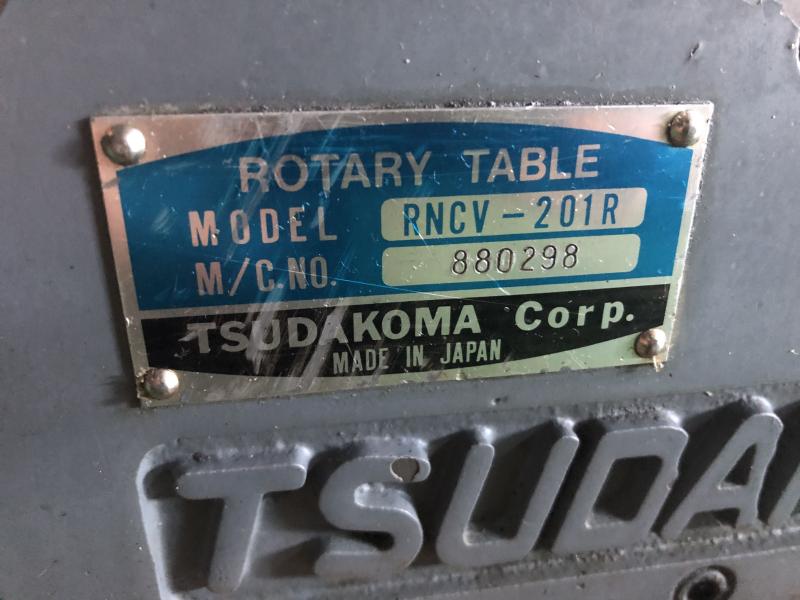 ROTARY TABLE
MODEL RNCV-201R
M/C.NO. 880298
TSUDAKOMA Corp.
MADE IN JAPAN
TSUDA